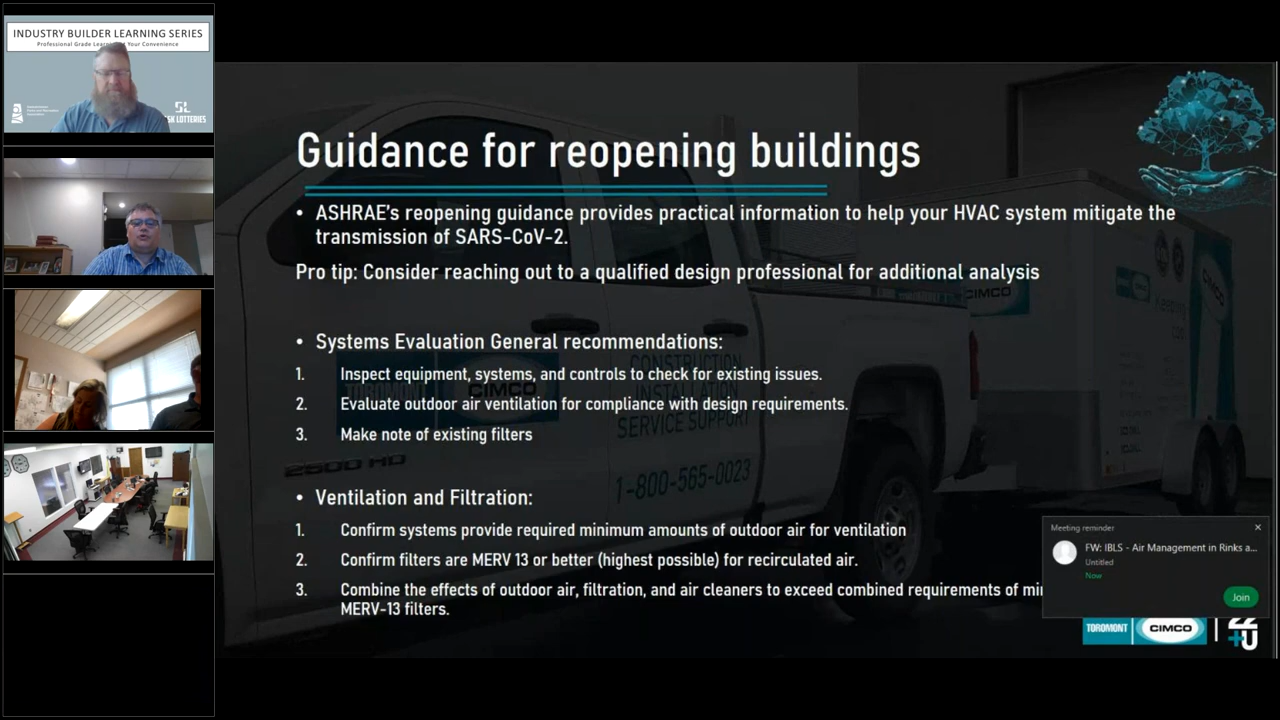 INDUSTRY BUILDER LEARNING SERIES
Professional Grade Your Convenience
SK LOTTERIES
Guidance for reopening buildings
• ASHRAE's reopening guidance provides practical information to help your HVAC system mitigate the
transmission of SARS-CoV-2.
Pro tip: Consider reaching out to a qualified design professional for additional analysis
• Systems Evaluation General recommendations:
1. Inspect equipment, systems, and controls to check for existing issues.
2. Evaluate outdoor air ventilation for compliance with design requirements.
3. Make note of existing filters
• Ventilation and Filtration:
1. Confirm systems provide required minimum amounts of outdoor air for ventilation
2. Confirm filters are MERV 13 or better (highest possible) for recirculated air.
3. Combine the effects of outdoor air, filtration, and air cleaners to exceed combined requirements of
MERV-13 filters.
TOROMONT CIMCO
CONSTRUCTION
INSTALLATION
SERVICE SUPPORT
1-800-565-0023
2500 HD
CIMCO
Meeting reminder
FW: IBLS - Air Management in Rinks a...
Untitled
Now
Join
TOROMONT CIMCO